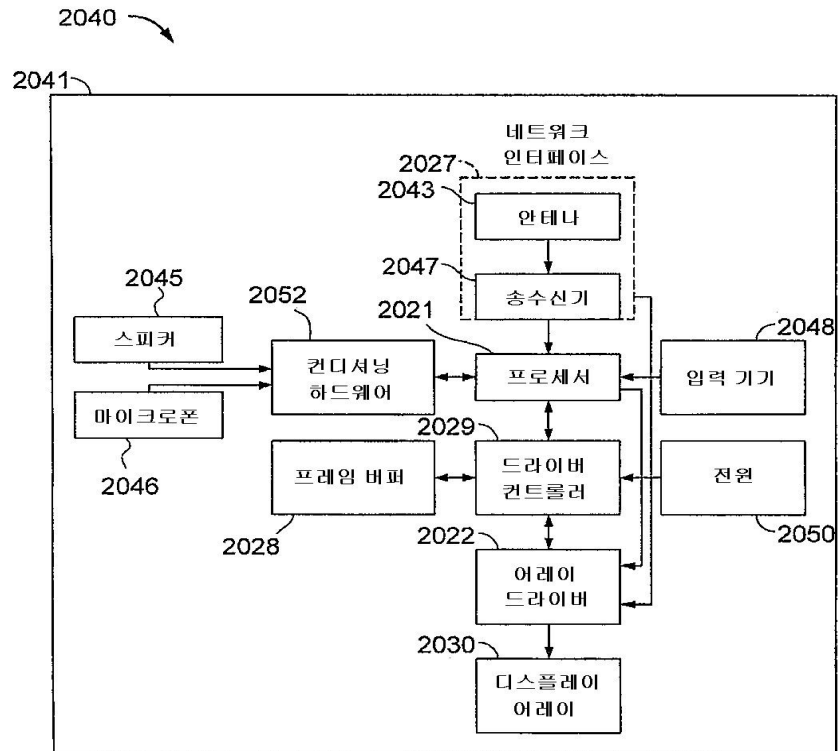 2040
2041
네트워크
인터페이스
2027
2043
안테나
2047
송수신기
2045
스피커
2052
컨디셔닝
하드웨어
2021
프로세서
2048
입력 기기
마이크로폰
2046
2029
드라이버
컨트롤러
프레임 버퍼
2028
전원
2050
2022
어레이
드라이버
2030
디스플레이
어레이